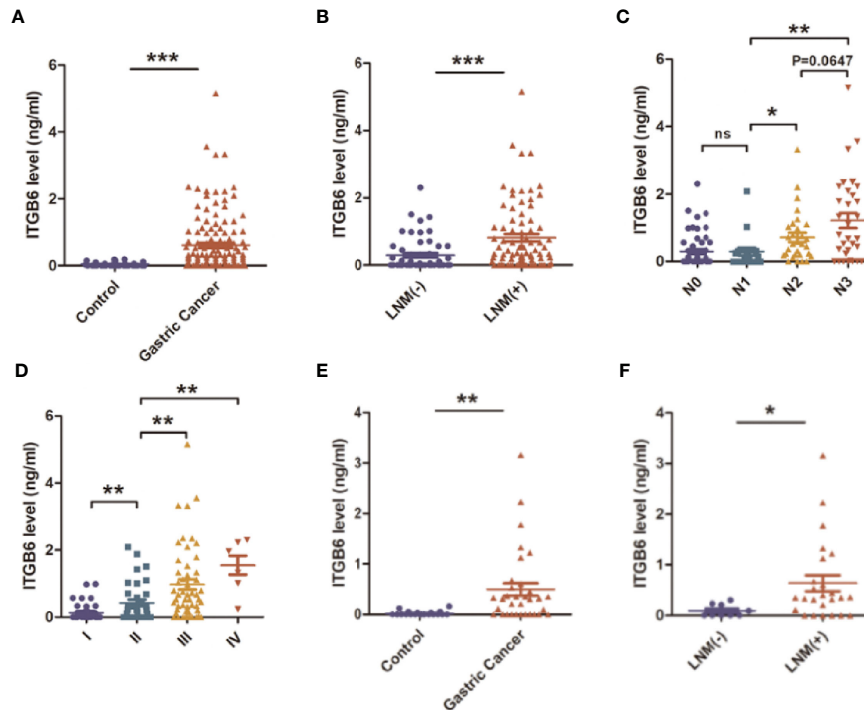 A
ITGB6 level (ng/ml)
6
4
2
0
***
Control
Gastric Cancer
B
ITGB6 level (ng/ml)
6
4
2
0
***
LNM(-)
LNM(+)
C
ITGB6 level (ng/ml)
6
4
2
0
**
P=0.0647
*
ns
N0
N1
N2
N3
D
ITGB6 level (ng/ml)
6
4
2
0
**
**
**
I
II
III
IV
E
ITGB6 level (ng/ml)
4
3
2
1
0
**
Control
Gastric Cancer
F
ITGB6 level (ng/ml)
4
3
2
1
0
*
LNM(-)
LNM(+)